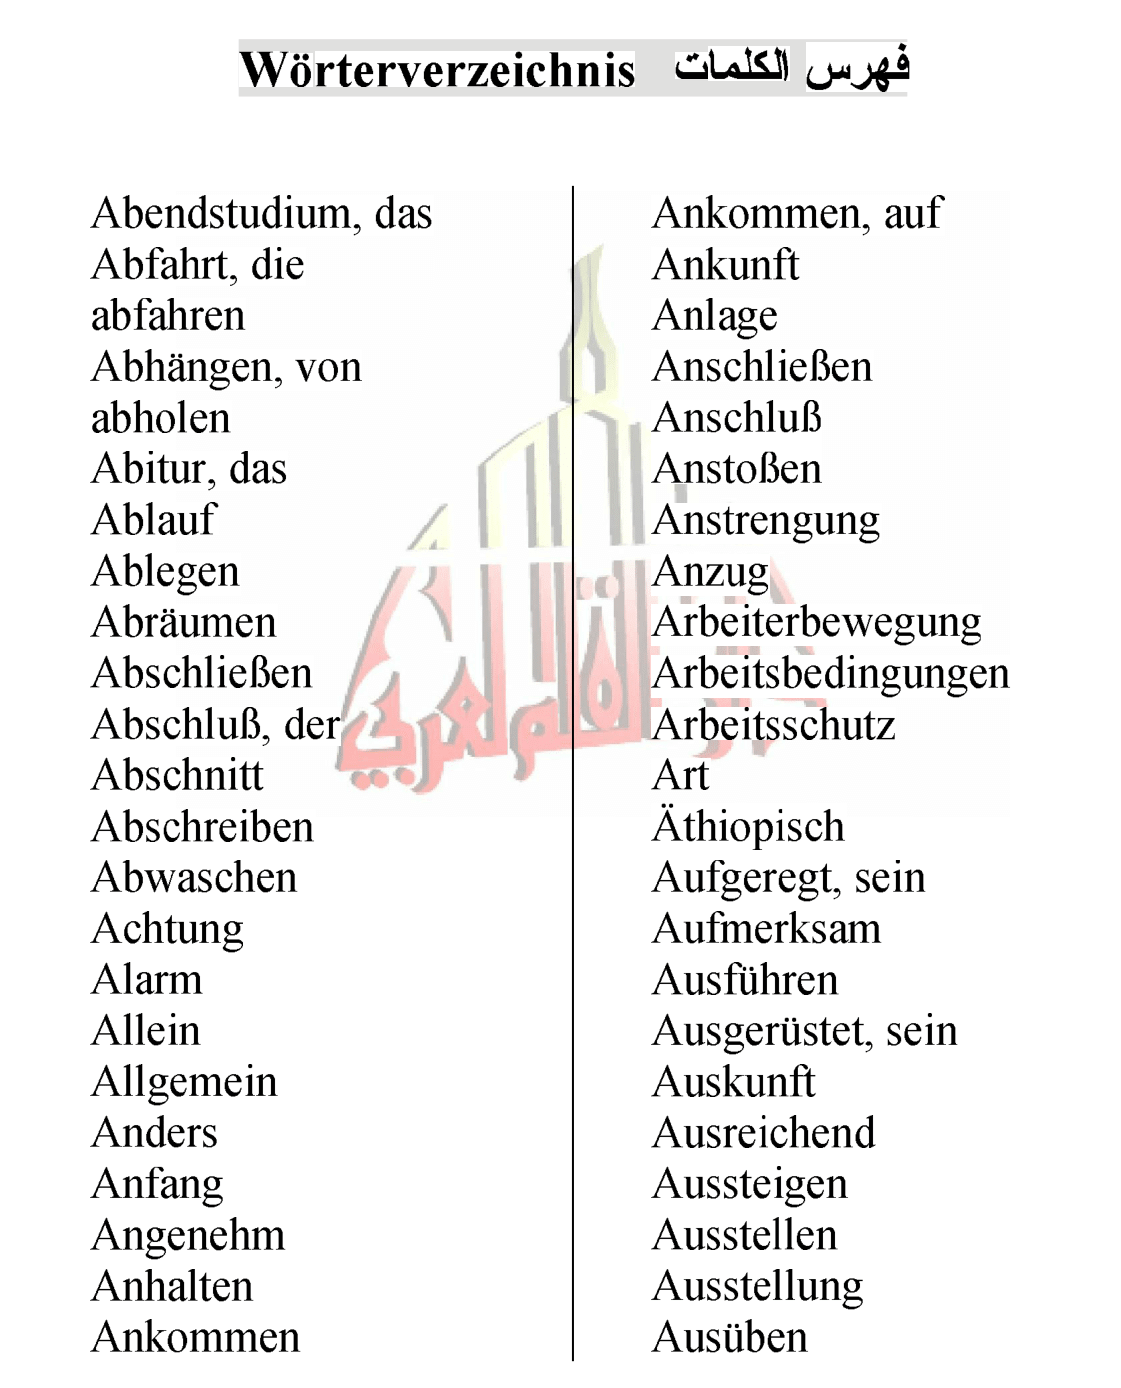 Wörterverzeichnis فهرس الكلمات
Abendstudium, das
Abfahrt, die
abfahren
Abhängen, von
abholen
Abitur, das
Ablauf
Ablegen
Abräumen
Abschließen
Abschluß, der
Abschnitt
Abschreiben
Abwaschen
Achtung
Alarm
Allein
Allgemein
Anders
Anfang
Angenehm
Anhalten
Ankommen
Ankommen, auf
Ankunft
Anlage
Anschließen
Anschluß
Anstoßen
Anstrengung
Anzug
Arbeiterbewegung
Arbeitsbedingungen
Arbeitsschutz
Art
Äthiopisch
Aufgeregt, sein
Aufmerksam
Ausführen
Ausgerüstet, sein
Auskunft
Ausreichend
Aussteigen
Ausstellen
Ausstellung
Ausüben
القلم العربي